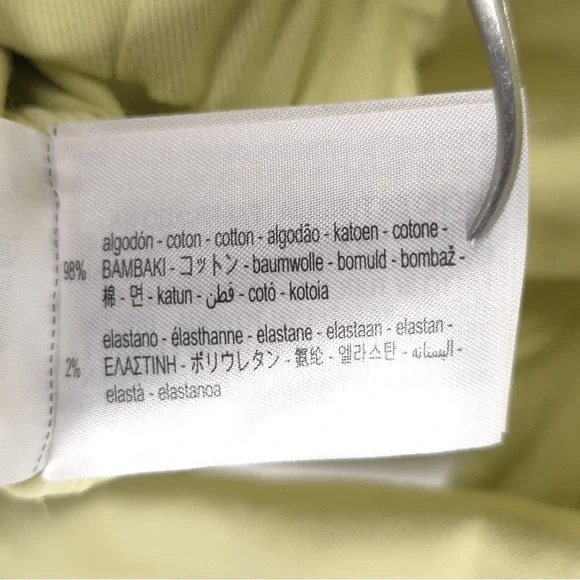 98% algodón - coton - cotton - algodão - katoen - cotone -
BAMBAKI - コットン - baumwolle - bomuld - bombaž -
棉 - 면 - katun - قطن - cotó - kotoia
2% elastano - élasthanne - elastane - elastaan - elastan -
ΕΛΑΣΤΙΝΗ - ポリウレタン - 氨纶 - 엘라스탄 - -
elastà - elastanoa